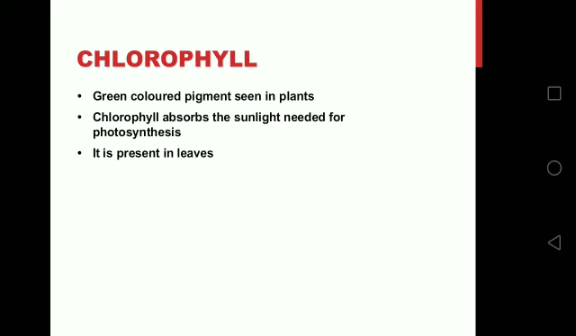 CHLOROPHYLL
• Green coloured pigment seen in plants
• Chlorophyll absorbs the sunlight needed for
photosynthesis
• It is present in leaves